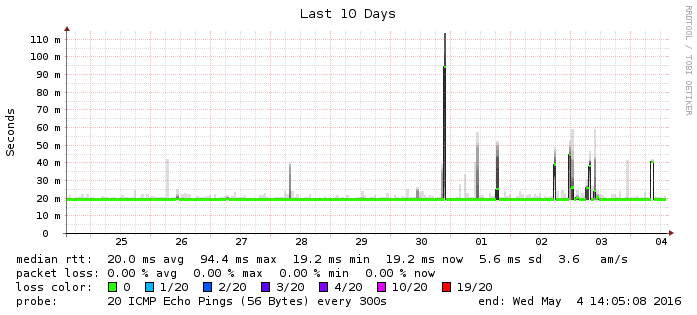 Last 10 Days
RRDTOOL / TOBI OETIKER
Seconds
110 m
100 m
90 m
80 m
70 m
60 m
50 m
40 m
30 m
20 m
10 m
0
25 26 27 28 29 30 01 02 03 04
median rtt: 20.0 ms avg 94.4 ms max 19.2 ms min 19.2 ms now 5.6 ms sd 3.6 am/s
packet loss: 0.00 % avg 0.00 % max 0.00 % min 0.00 % now
loss color: 0 1/20 2/20 3/20 4/20 10/20 19/20
probe: 20 ICMP Echo Pings (56 Bytes) every 300s end: Wed May 4 14:05:08 2016